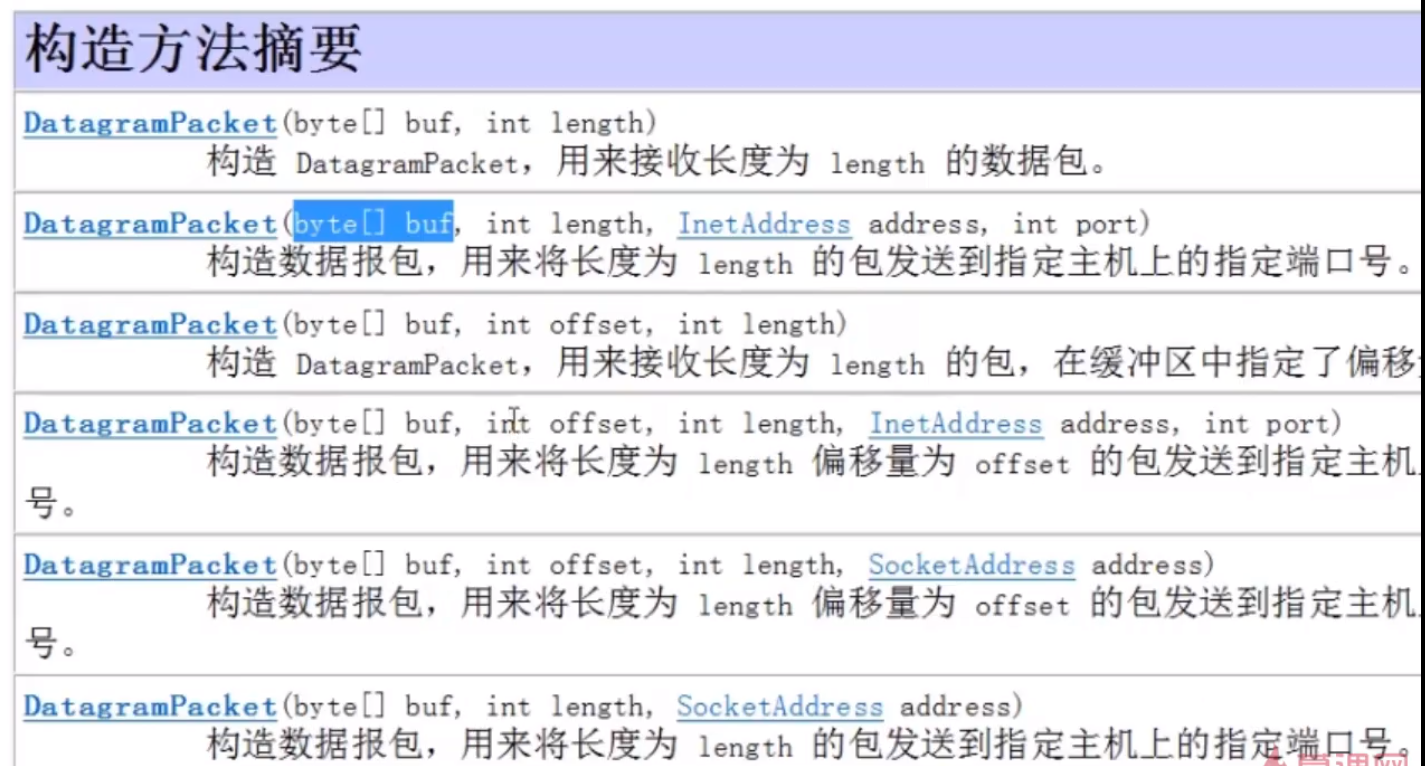 构造方法摘要
DatagramPacket(byte[] buf, int length)
构造 DatagramPacket，用来接收长度为 length 的数据包。
DatagramPacket(byte[] buf, int length, InetAddress address, int port)
构造数据报包，用来将长度为 length 的包发送到指定主机上的指定端口号。
DatagramPacket(byte[] buf, int offset, int length)
构造 DatagramPacket，用来接收长度为 length 的包，在缓冲区中指定了偏移
DatagramPacket(byte[] buf, int offset, int length, InetAddress address, int port)
构造数据报包，用来将长度为 length 偏移量为 offset 的包发送到指定主机
号。
DatagramPacket(byte[] buf, int offset, int length, SocketAddress address)
构造数据报包，用来将长度为 length 偏移量为 offset 的包发送到指定主机
号。
DatagramPacket(byte[] buf, int length, SocketAddress address)
构造数据报包，用来将长度为 length 的包发送到指定主机上的指定端口号。